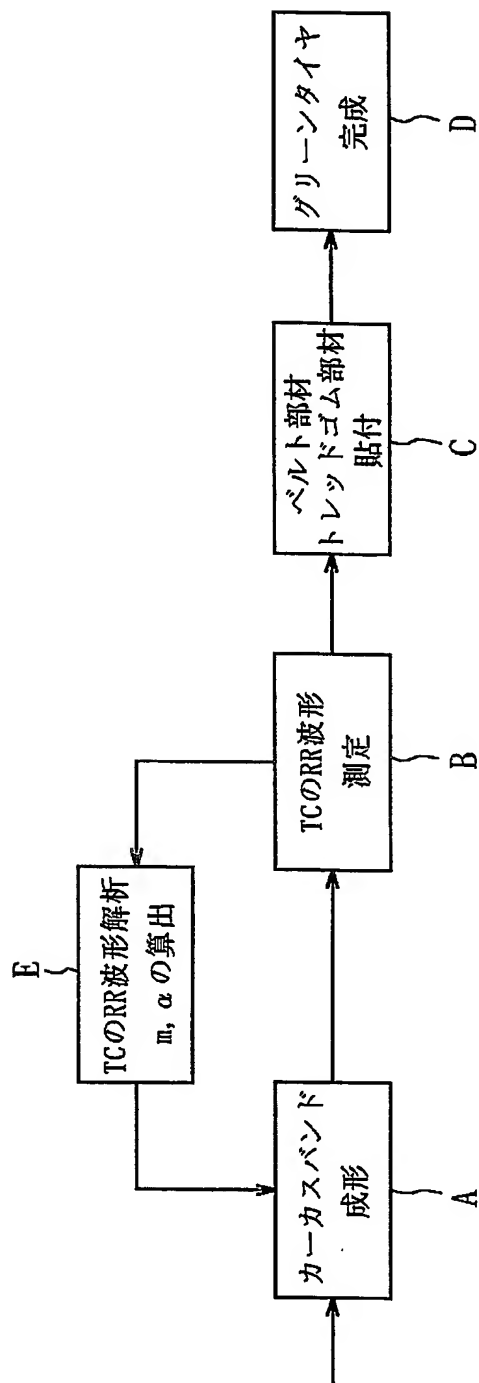 カーカスバンド
成形
A
TCのRR波形
測定
B
ベルト部材
トレッドゴム部材
貼付
C
グリーンタイヤ
完成
D
TCのRR波形解析
m, αの算出
E